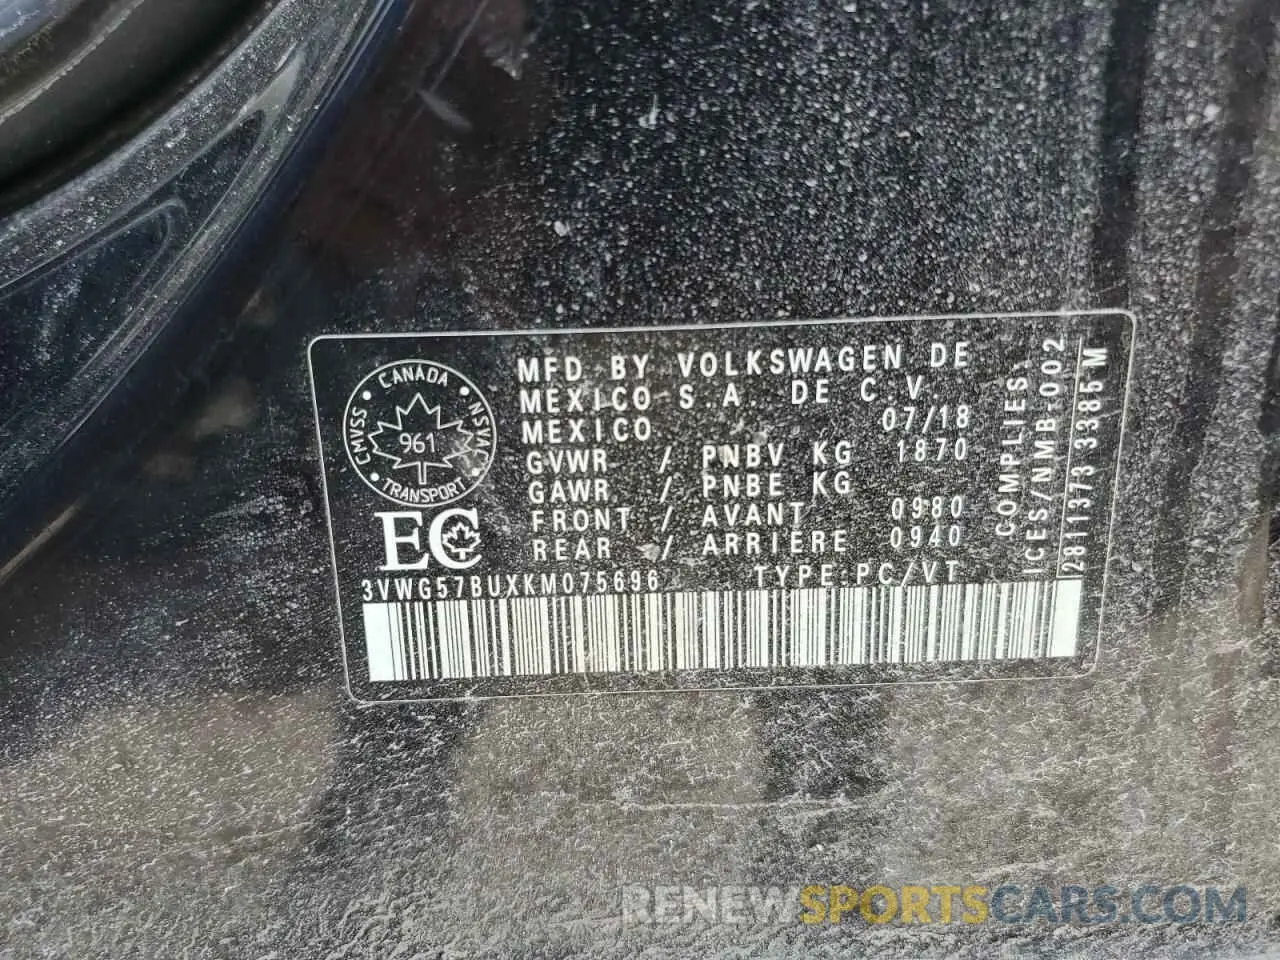 MFD BY VOLKSWAGEN DE
MEXICO S.A. DE C.V.
MEXICO 07/18
GVWR / PNBV KG 1870
GAWR / PNBE KG
FRONT / AVANT 0980
REAR / ARRIERE 0940
3VWG57BUXKM075696 TYPE:PC/VT
CANADA
CMVSS
NSVAC
961
TRANSPORT
EC
COMPLIES
ICES/NMB-002
2811373 3385 M
RENEWSPORTSCARS.COM